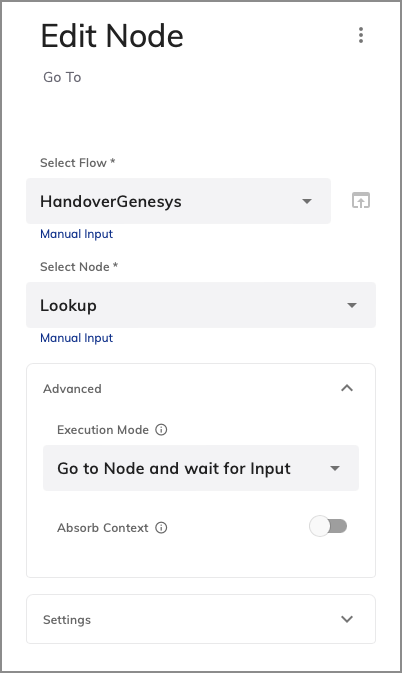 Edit Node
Go To
Select Flow *
HandoverGenesys
Manual Input
Select Node *
Lookup
Manual Input
Advanced
Execution Mode
Go to Node and wait for Input
Absorb Context
Settings